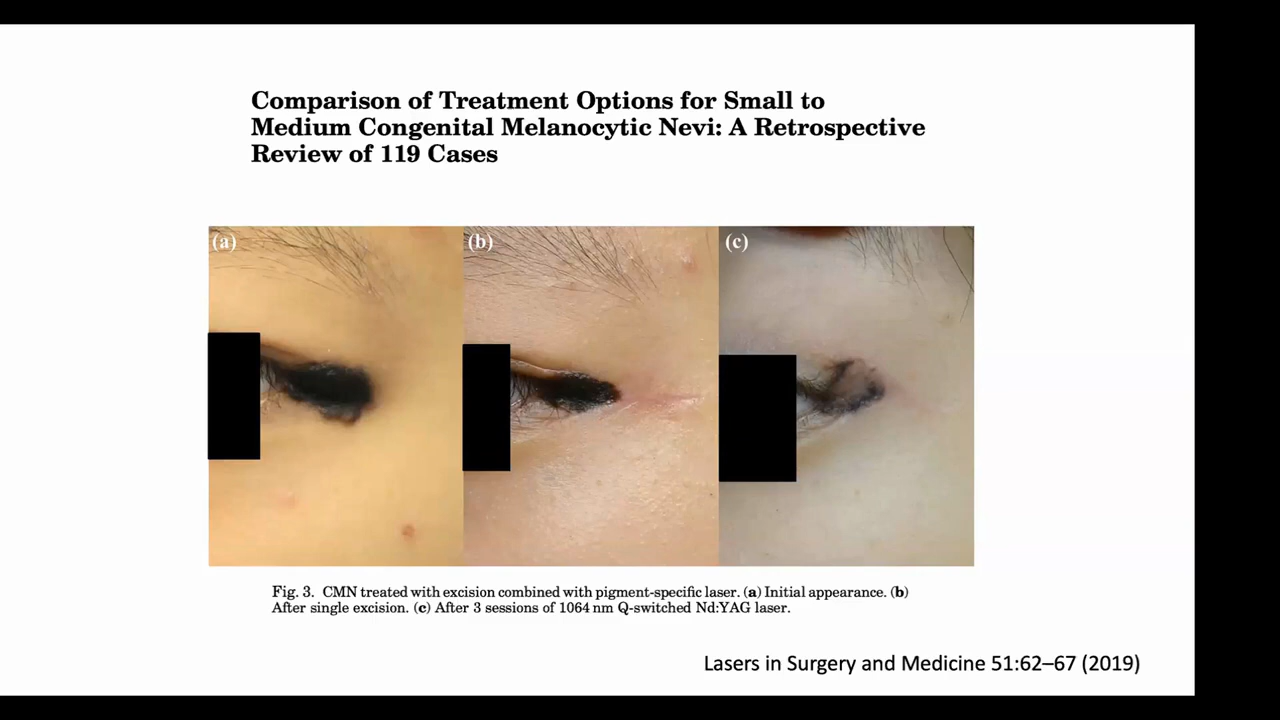 Comparison of Treatment Options for Small to
Medium Congenital Melanocytic Nevi: A Retrospective
Review of 119 Cases
(a) (b) (c)
Fig. 3. CMN treated with excision combined with pigment-specific laser. (a) Initial appearance. (b)
After single excision. (c) After 3 sessions of 1064 nm Q-switched Nd:YAG laser.
Lasers in Surgery and Medicine 51:62–67 (2019)